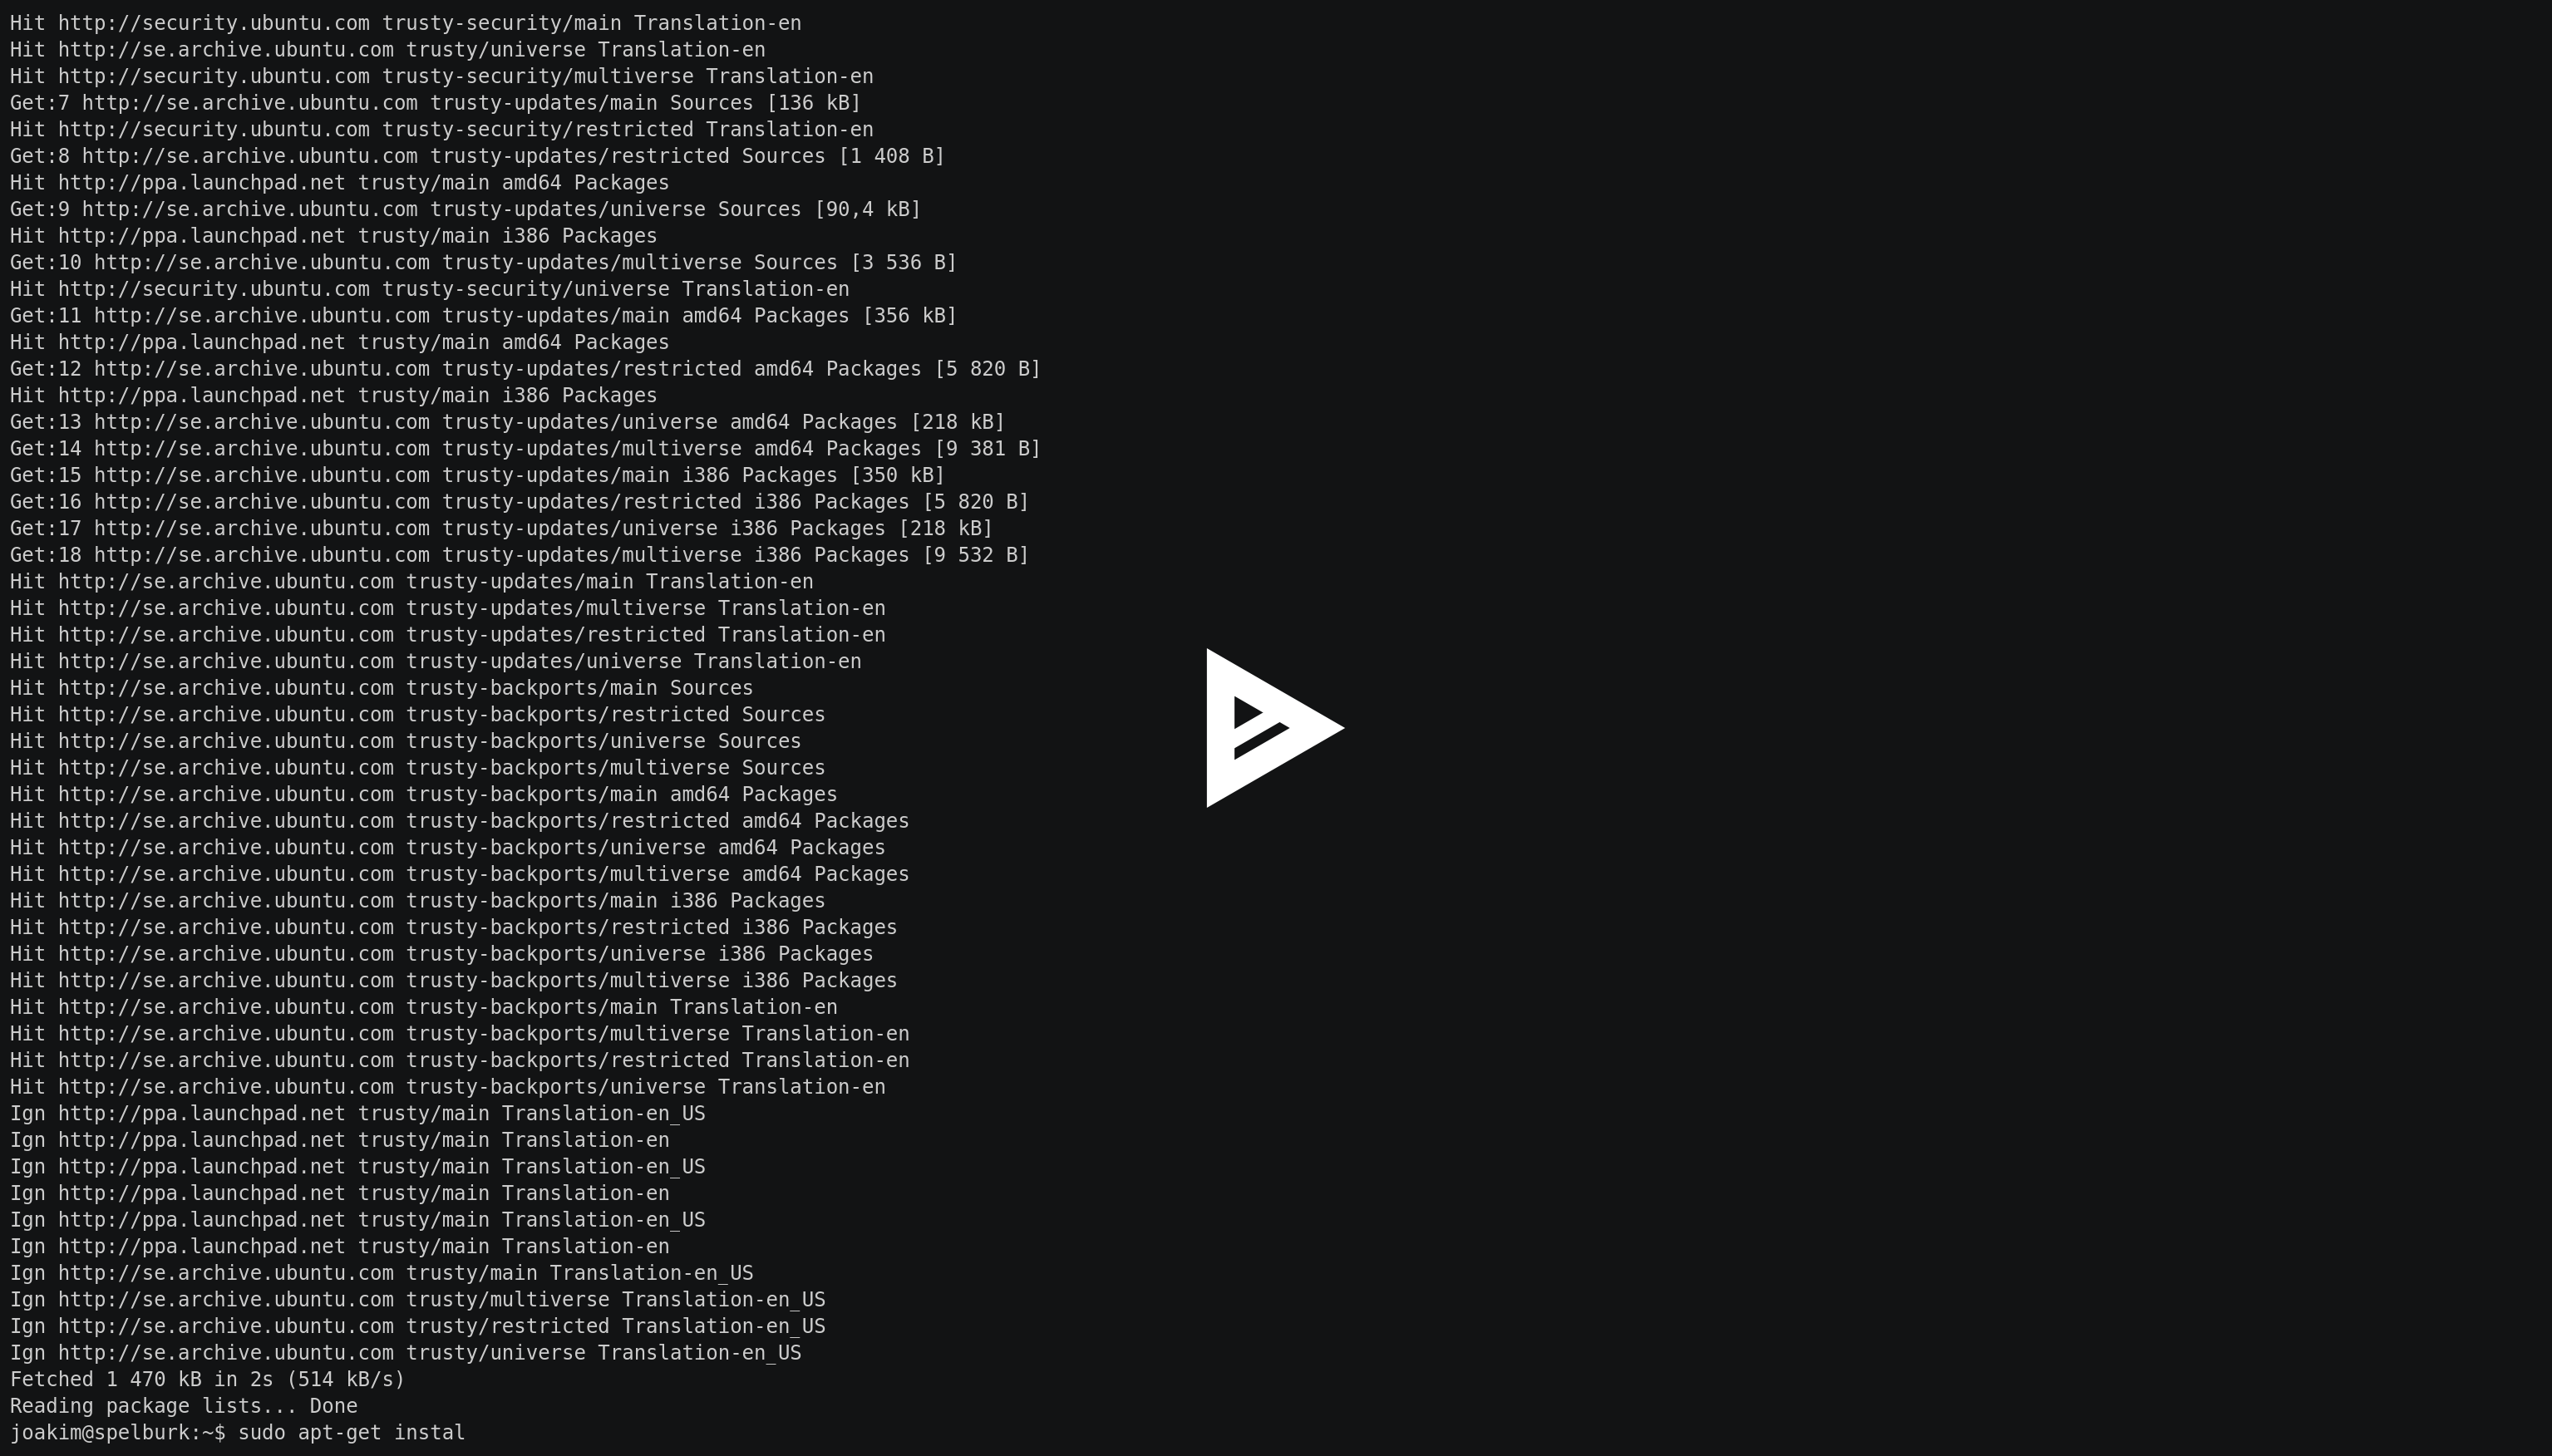 Hit http://security.ubuntu.com trusty-security/main Translation-en
Hit http://se.archive.ubuntu.com trusty/universe Translation-en
Hit http://security.ubuntu.com trusty-security/multiverse Translation-en
Get:7 http://se.archive.ubuntu.com trusty-updates/main Sources [136 kB]
Hit http://security.ubuntu.com trusty-security/restricted Translation-en
Get:8 http://se.archive.ubuntu.com trusty-updates/restricted Sources [1 408 B]
Hit http://ppa.launchpad.net trusty/main amd64 Packages
Get:9 http://se.archive.ubuntu.com trusty-updates/universe Sources [90,4 kB]
Hit http://ppa.launchpad.net trusty/main i386 Packages
Get:10 http://se.archive.ubuntu.com trusty-updates/multiverse Sources [3 536 B]
Hit http://security.ubuntu.com trusty-security/universe Translation-en
Get:11 http://se.archive.ubuntu.com trusty-updates/main amd64 Packages [356 kB]
Hit http://ppa.launchpad.net trusty/main amd64 Packages
Get:12 http://se.archive.ubuntu.com trusty-updates/restricted amd64 Packages [5 820 B]
Hit http://ppa.launchpad.net trusty/main i386 Packages
Get:13 http://se.archive.ubuntu.com trusty-updates/universe amd64 Packages [218 kB]
Get:14 http://se.archive.ubuntu.com trusty-updates/multiverse amd64 Packages [9 381 B]
Get:15 http://se.archive.ubuntu.com trusty-updates/main i386 Packages [350 kB]
Get:16 http://se.archive.ubuntu.com trusty-updates/restricted i386 Packages [5 820 B]
Get:17 http://se.archive.ubuntu.com trusty-updates/universe i386 Packages [218 kB]
Get:18 http://se.archive.ubuntu.com trusty-updates/multiverse i386 Packages [9 532 B]
Hit http://se.archive.ubuntu.com trusty-updates/main Translation-en
Hit http://se.archive.ubuntu.com trusty-updates/multiverse Translation-en
Hit http://se.archive.ubuntu.com trusty-updates/restricted Translation-en
Hit http://se.archive.ubuntu.com trusty-updates/universe Translation-en
Hit http://se.archive.ubuntu.com trusty-backports/main Sources
Hit http://se.archive.ubuntu.com trusty-backports/restricted Sources
Hit http://se.archive.ubuntu.com trusty-backports/universe Sources
Hit http://se.archive.ubuntu.com trusty-backports/multiverse Sources
Hit http://se.archive.ubuntu.com trusty-backports/main amd64 Packages
Hit http://se.archive.ubuntu.com trusty-backports/restricted amd64 Packages
Hit http://se.archive.ubuntu.com trusty-backports/universe amd64 Packages
Hit http://se.archive.ubuntu.com trusty-backports/multiverse amd64 Packages
Hit http://se.archive.ubuntu.com trusty-backports/main i386 Packages
Hit http://se.archive.ubuntu.com trusty-backports/restricted i386 Packages
Hit http://se.archive.ubuntu.com trusty-backports/universe i386 Packages
Hit http://se.archive.ubuntu.com trusty-backports/multiverse i386 Packages
Hit http://se.archive.ubuntu.com trusty-backports/main Translation-en
Hit http://se.archive.ubuntu.com trusty-backports/multiverse Translation-en
Hit http://se.archive.ubuntu.com trusty-backports/restricted Translation-en
Hit http://se.archive.ubuntu.com trusty-backports/universe Translation-en
Ign http://ppa.launchpad.net trusty/main Translation-en_US
Ign http://ppa.launchpad.net trusty/main Translation-en
Ign http://ppa.launchpad.net trusty/main Translation-en_US
Ign http://ppa.launchpad.net trusty/main Translation-en
Ign http://ppa.launchpad.net trusty/main Translation-en_US
Ign http://ppa.launchpad.net trusty/main Translation-en
Ign http://se.archive.ubuntu.com trusty/main Translation-en_US
Ign http://se.archive.ubuntu.com trusty/multiverse Translation-en_US
Ign http://se.archive.ubuntu.com trusty/restricted Translation-en_US
Ign http://se.archive.ubuntu.com trusty/universe Translation-en_US
Fetched 1 470 kB in 2s (514 kB/s)
Reading package lists... Done
joakim@spelburk:~$ sudo apt-get instal